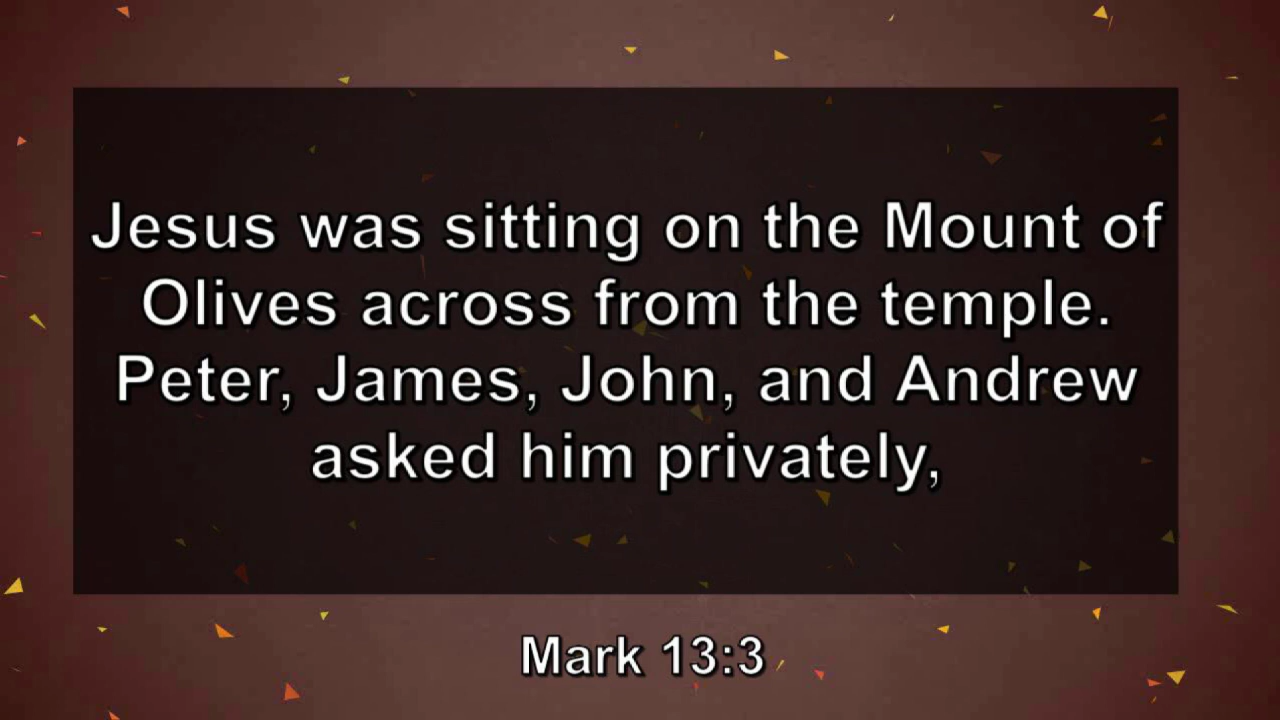 Jesus was sitting on the Mount of
Olives across from the temple.
Peter, James, John, and Andrew
asked him privately,
Mark 13:3